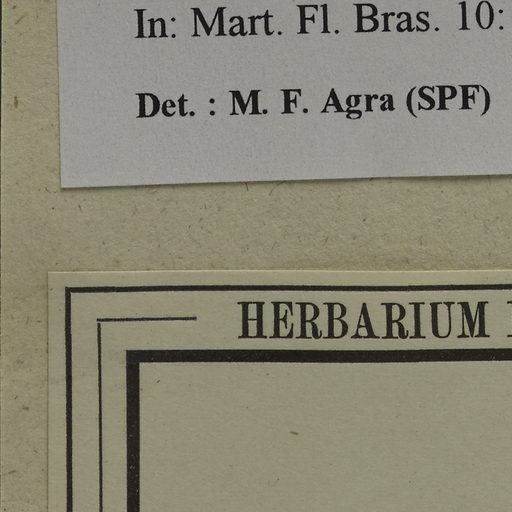 In: Mart. Fl. Bras. 10:
Det. : M. F. Agra (SPF)
HERBARIUM